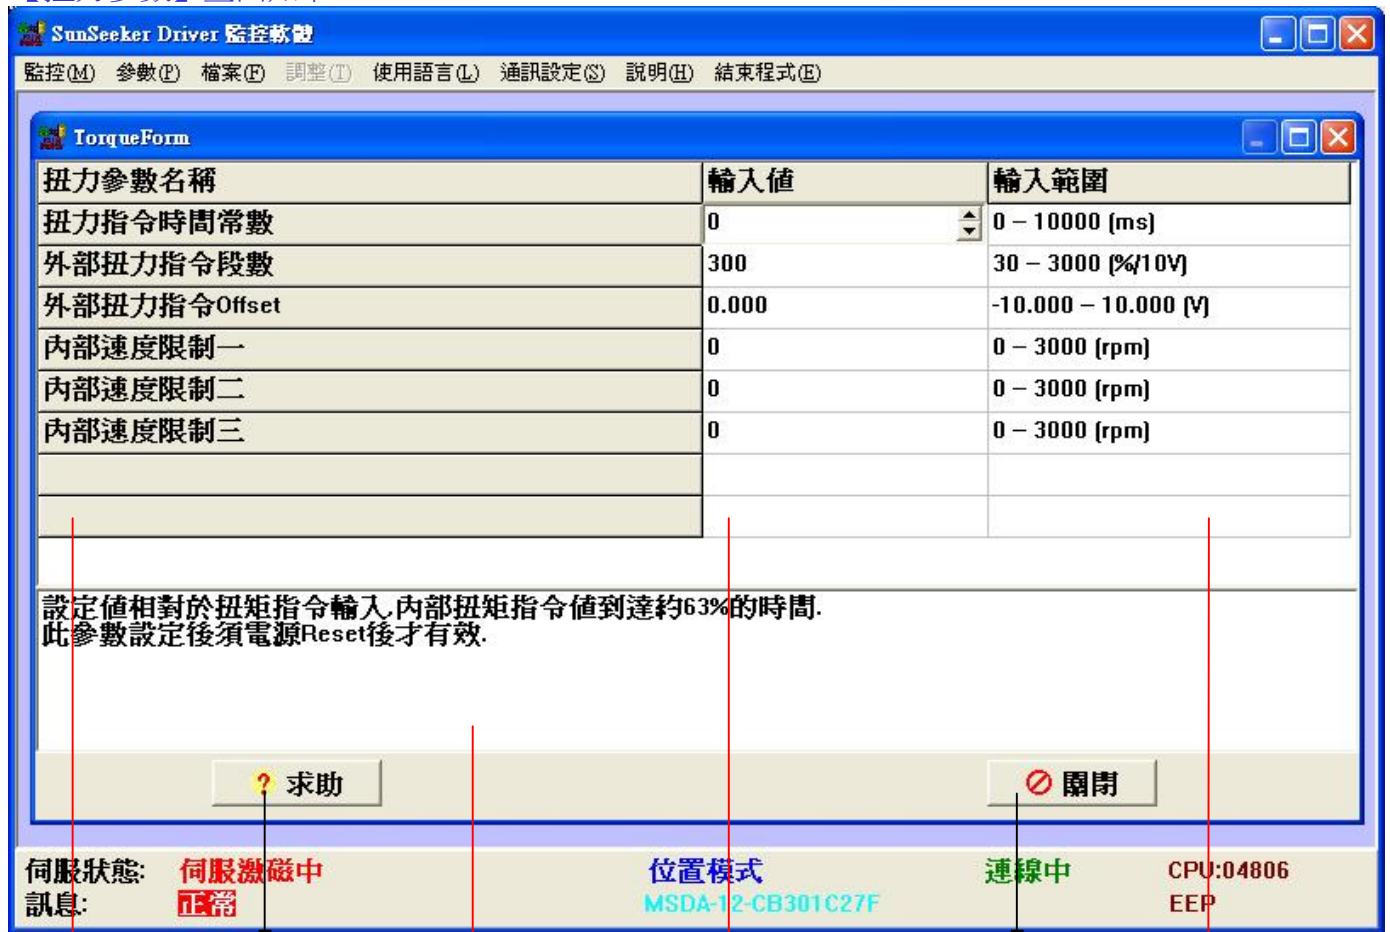 SunSeeker Driver 監控軟體
監控(M) 參數(P) 檔案(F) 調整(T) 使用語言(L) 通訊設定(S) 說明(H) 結束程式(E)
TorqueForm
扭力參數名稱 輸入值 輸入範圍
扭力指令時間常數 0 0 – 10000 (ms)
外部扭力指令段數 300 30 – 3000 (%/10V)
外部扭力指令Offset 0.000 -10.000 – 10.000 (V)
內部速度限制一 0 0 – 3000 (rpm)
內部速度限制二 0 0 – 3000 (rpm)
內部速度限制三 0 0 – 3000 (rpm)
設定值相對於扭矩指令輸入,內部扭矩指令值到達約63%的時間.
此參數設定後須電源Reset後才有效.
? 求助 關閉
伺服狀態: 伺服激磁中 位置模式 連線中 CPU:04806
訊息: 正常 MSDA-12-CB301C27F EEP